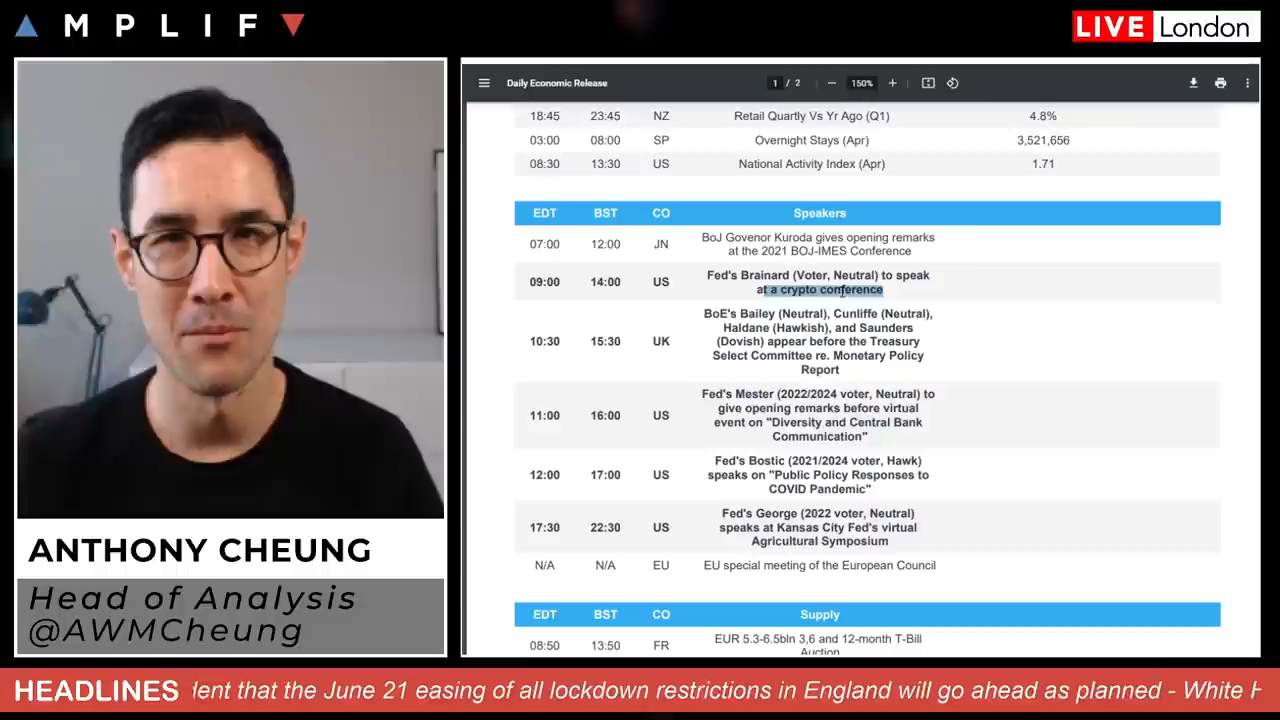 AMPLIFY
LIVE London
Daily Economic Release
1 / 2
150%
18:45 23:45 NZ Retail Quartly Vs Yr Ago (Q1) 4.8%
03:00 08:00 SP Overnight Stays (Apr) 3,521,656
08:30 13:30 US National Activity Index (Apr) 1.71
EDT BST CO Speakers
07:00 12:00 JN BoJ Govenor Kuroda gives opening remarks
at the 2021 BOJ-IMES Conference
09:00 14:00 US Fed's Brainard (Voter, Neutral) to speak
at a crypto conference
10:30 15:30 UK BoE's Bailey (Neutral), Cunliffe (Neutral),
Haldane (Hawkish), and Saunders
(Dovish) appear before the Treasury
Select Committee re. Monetary Policy
Report
11:00 16:00 US Fed's Mester (2022/2024 voter, Neutral) to
give opening remarks before virtual
event on "Diversity and Central Bank
Communication"
12:00 17:00 US Fed's Bostic (2021/2024 voter, Hawk)
speaks on "Public Policy Responses to
COVID Pandemic"
17:30 22:30 US Fed's George (2022 voter, Neutral)
speaks at Kansas City Fed's virtual
Agricultural Symposium
N/A N/A EU EU special meeting of the European Council
EDT BST CO Supply
08:50 13:50 FR EUR 5.3-6.5bln 3,6 and 12-month T-Bill
Auction
ANTHONY CHEUNG
Head of Analysis
@AWMCheung
HEADLINES dent that the June 21 easing of all lockdown restrictions in England will go ahead as planned - White H